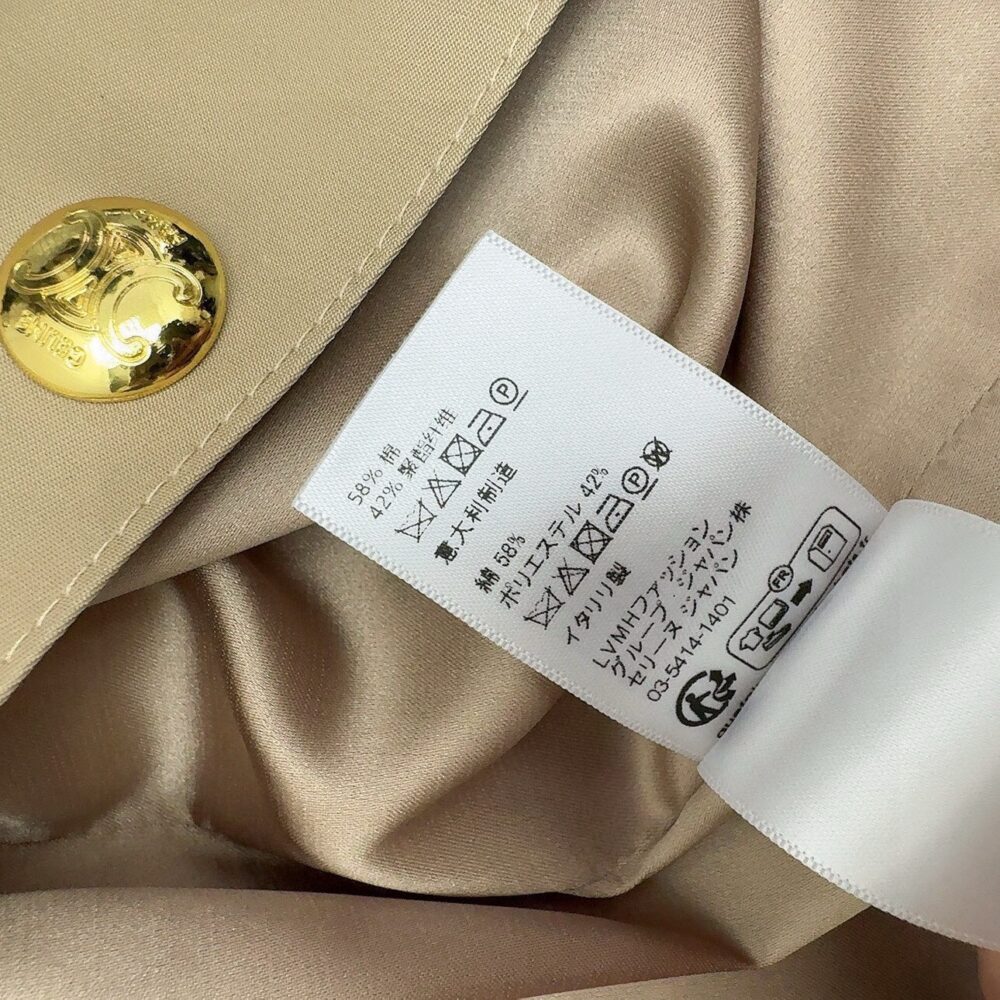 CELINE
58% 棉
42% 聚酯纤维
P
意大利制造
綿 58%
ポリエステル 42%
P
イタリリ製
LVMHファッション
グループ・ジャパン株
セリーヌ ジャパン
03-5414-1401
FR